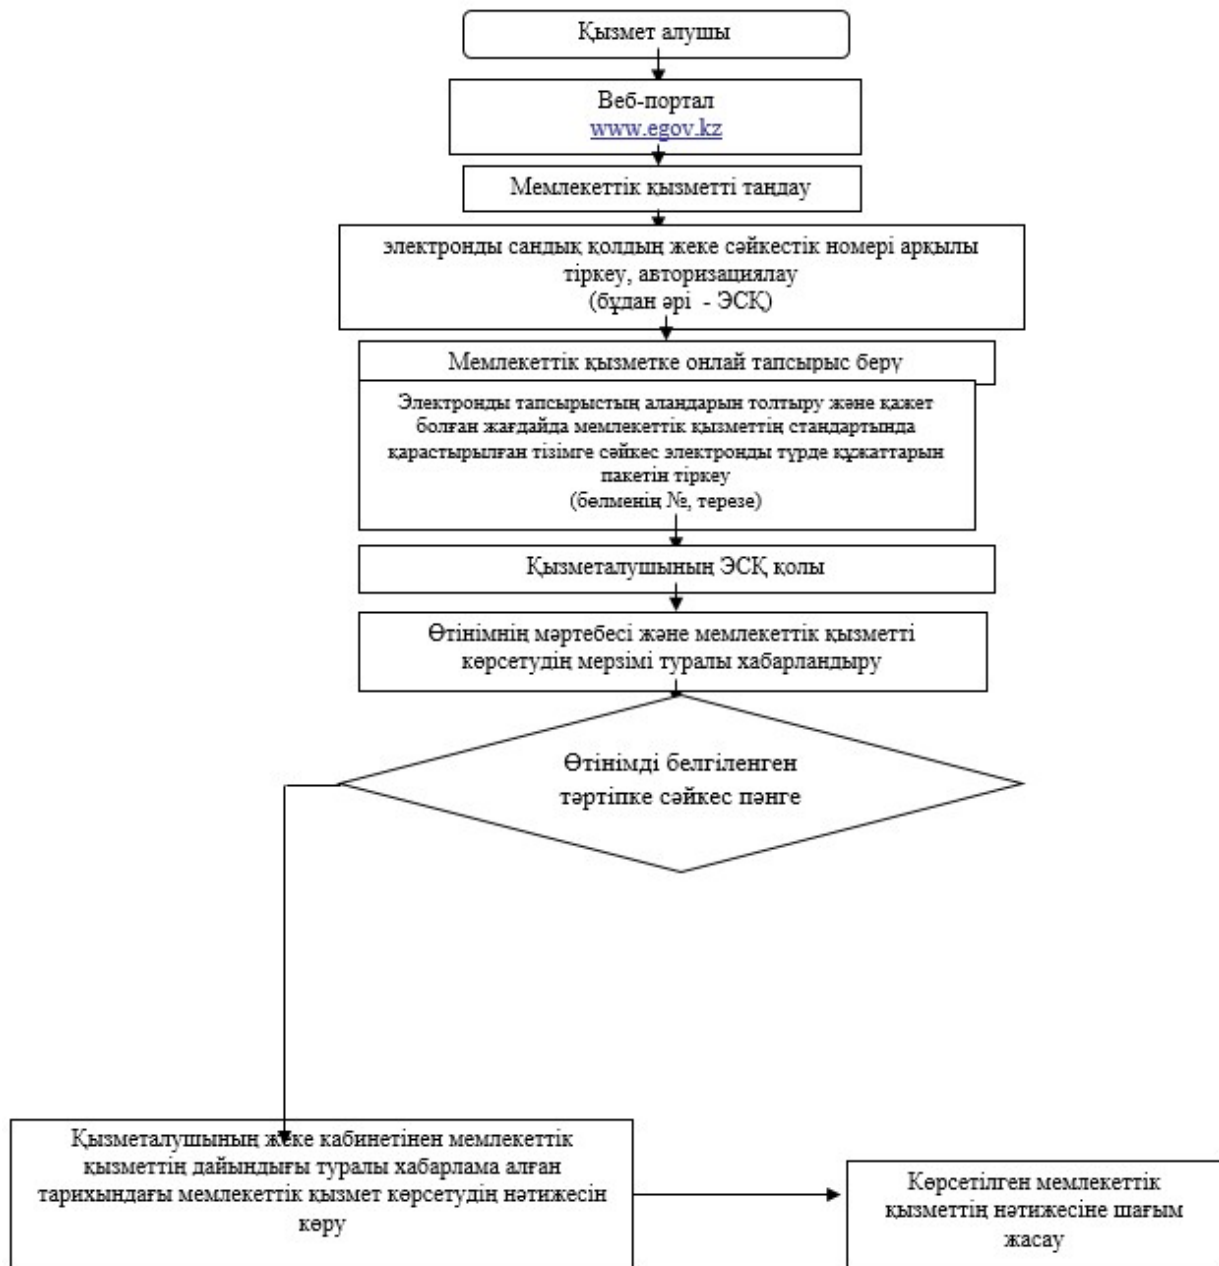 Қызмет алушы
Веб-портал
www.egov.kz
Мемлекеттік қызметті таңдау
электронды сандық қолдың жеке сәйкестік номері арқылы
тіркеу, авторизациялау
(бұдан әрі - ЭСҚ)
Мемлекеттік қызметке онлай тапсырыс беру
Электронды тапсырыстың алаңдарын толтыру және қажет
болған жағдайда мемлекеттік қызметтің стандартында
қарастырылған тізімге сәйкес электронды түрде құжаттарын
пакетін тіркеу
(бөлменің №, терезе)
Қызметалушының ЭСҚ қолы
Өтінімнің мәртебесі және мемлекеттік қызметті
көрсетудің мерзімі туралы хабарландыру
Өтінімді белгіленген
тәртіпке сәйкес пәнге
Қызметалушының жеке кабинетінен мемлекеттік
қызметтің дайындығы туралы хабарлама алған
тарихындағы мемлекеттік қызмет көрсетудің нәтижесін
көру
Көрсетілген мемлекеттік
қызметтің нәтижесіне шағым
жасау